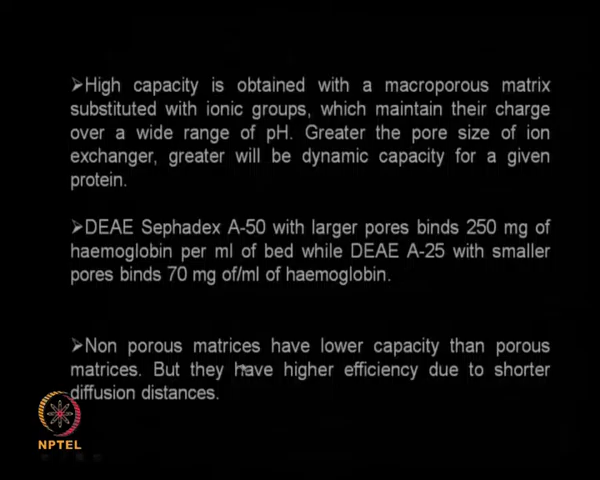 ➢High capacity is obtained with a macroporous matrix
substituted with ionic groups, which maintain their charge
over a wide range of pH. Greater the pore size of ion
exchanger, greater will be dynamic capacity for a given
protein.
➢DEAE Sephadex A-50 with larger pores binds 250 mg of
haemoglobin per ml of bed while DEAE A-25 with smaller
pores binds 70 mg of/ml of haemoglobin.
➢Non porous matrices have lower capacity than porous
matrices. But they have higher efficiency due to shorter
diffusion distances.
NPTEL